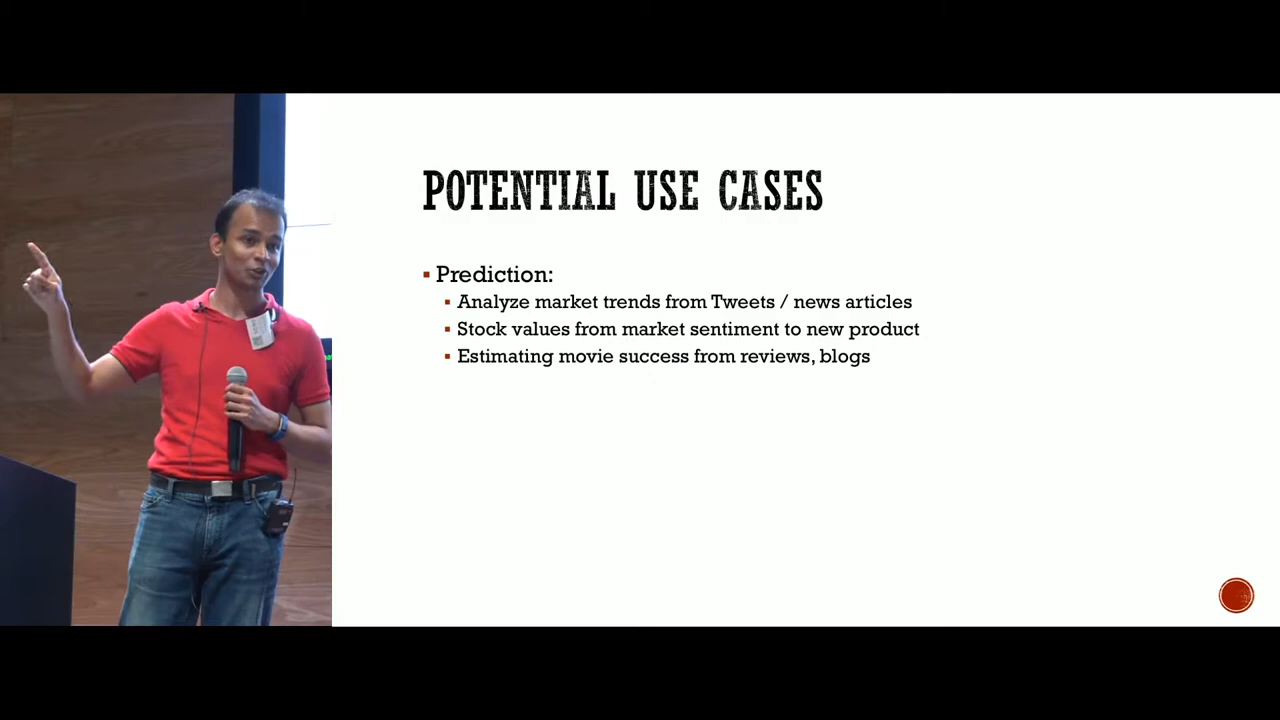 POTENTIAL USE CASES
Prediction:
Analyze market trends from Tweets / news articles
Stock values from market sentiment to new product
Estimating movie success from reviews, blogs